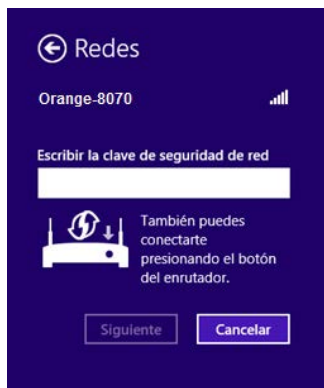 Redes
Orange-8070
Escribir la clave de seguridad de red
También puedes
conectarte
presionando el botón
del enrutador.
Siguiente
Cancelar